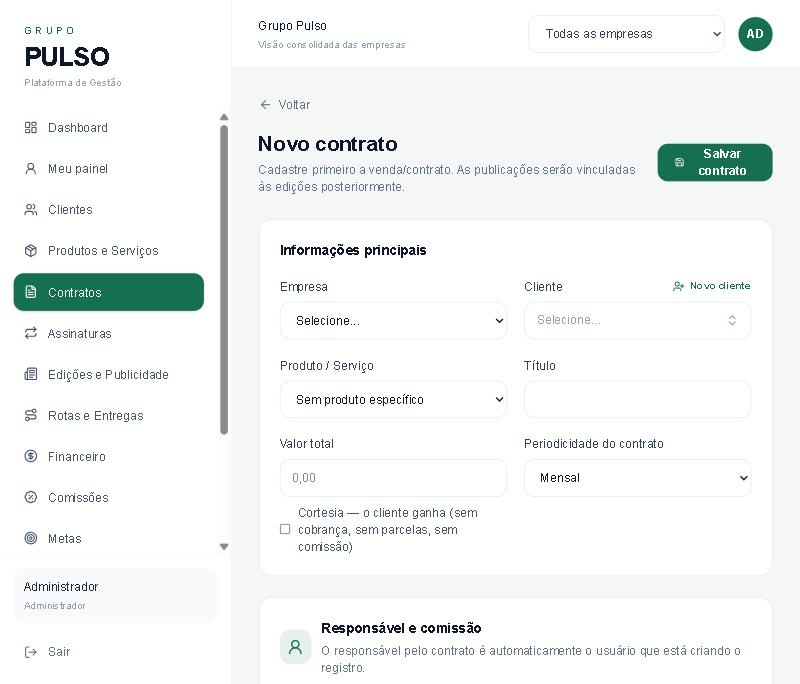 GRUPO
PULSO
Plataforma de Gestão
Dashboard
Meu painel
Clientes
Produtos e Serviços
Contratos
Assinaturas
Edições e Publicidade
Rotas e Entregas
Financeiro
Comissões
Metas
Administrador
Administrador
Sair
Grupo Pulso
Visão consolidada das empresas
Todas as empresas
AD
Voltar
Novo contrato
Cadastre primeiro a venda/contrato. As publicações serão vinculadas
às edições posteriormente.
Salvar
contrato
Informações principais
Empresa
Selecione...
Cliente
Novo cliente
Selecione...
Produto / Serviço
Sem produto específico
Título
Valor total
0,00
Periodicidade do contrato
Mensal
Cortesia — o cliente ganha (sem
cobrança, sem parcelas, sem
comissão)
Responsável e comissão
O responsável pelo contrato é automaticamente o usuário que está criando o
registro.